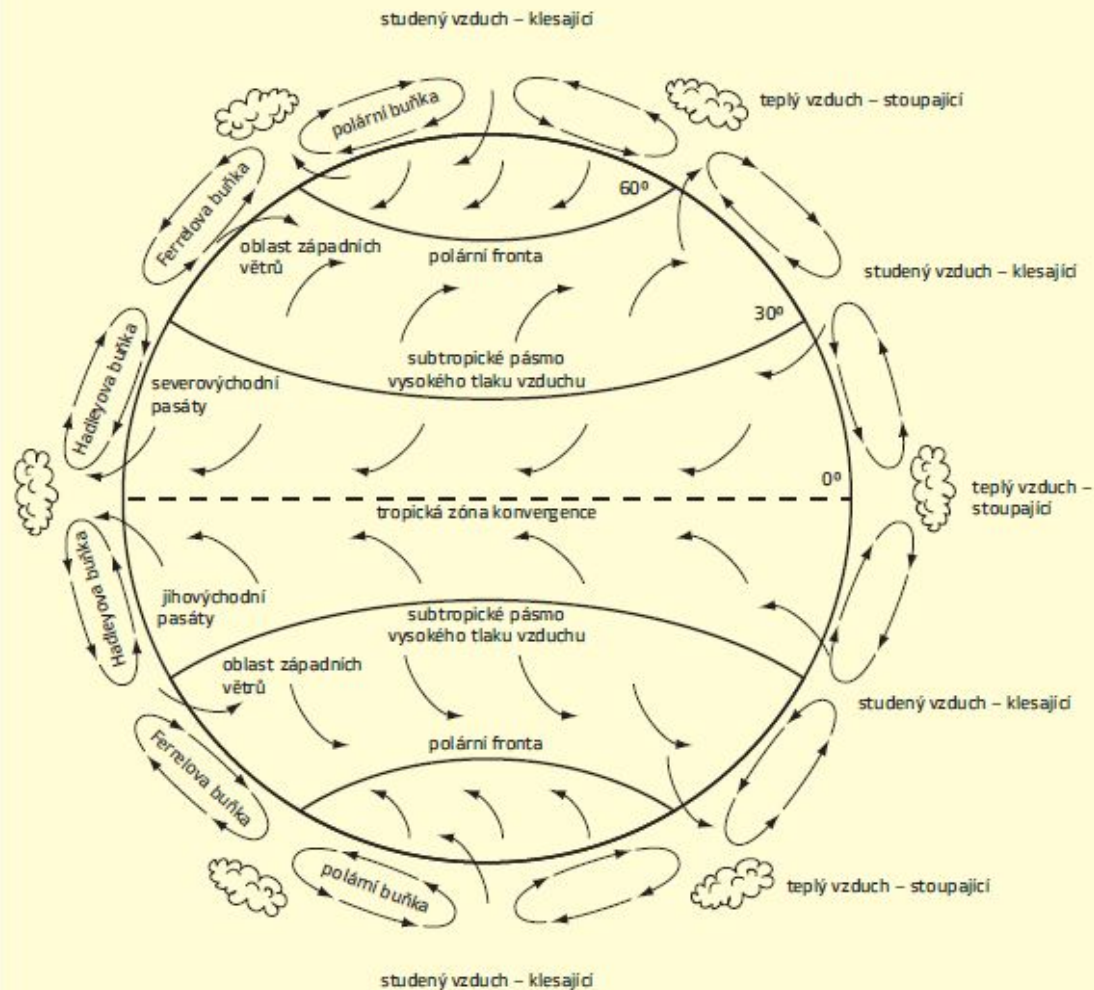 studený vzduch – klesající
polární buňka
teplý vzduch – stoupající
Ferrelova buňka
60º
oblast západních
větrů
polární fronta
studený vzduch – klesající
30º
Hadleyova buňka
subtropické pásmo
vysokého tlaku vzduchu
severovýchodní
pasáty
0º
teplý vzduch –
stoupající
tropická zóna konvergence
Hadleyova buňka
jihovýchodní
pasáty
subtropické pásmo
vysokého tlaku vzduchu
oblast západních
větrů
studený vzduch – klesající
polární fronta
Ferrelova buňka
polární buňka
teplý vzduch – stoupající
studený vzduch – klesající